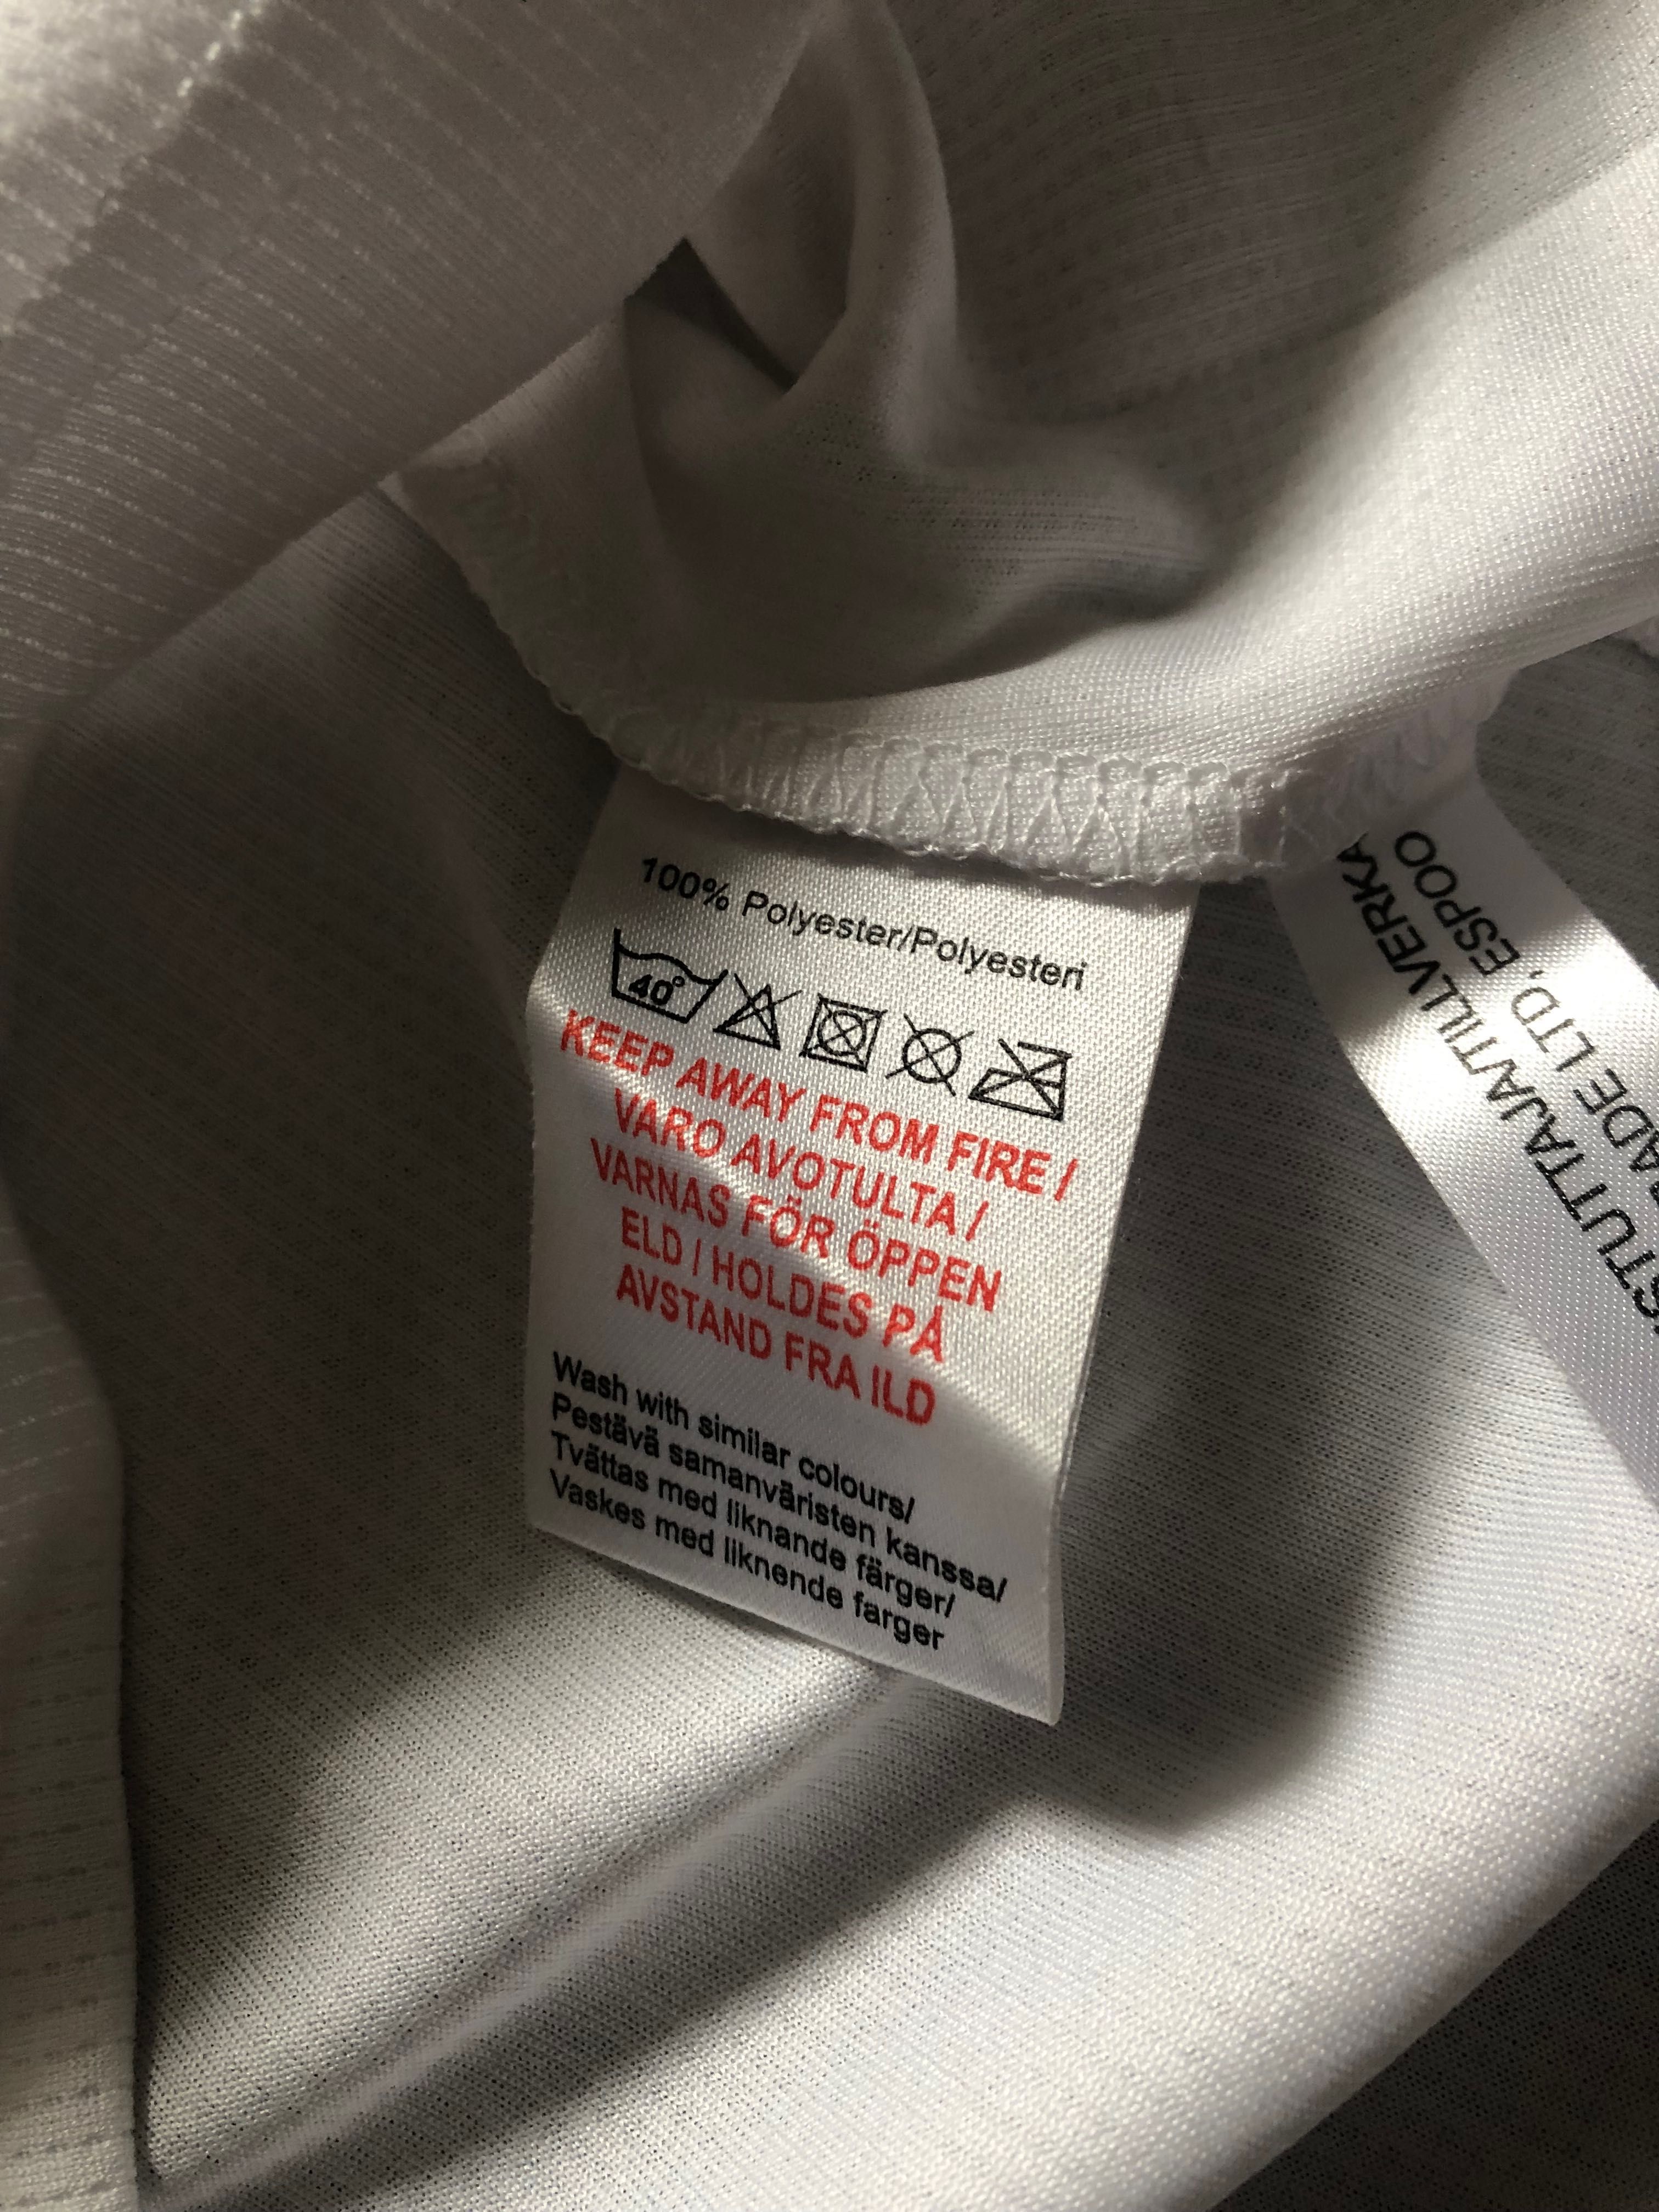 100% Polyester/Polyesteri
40°
KEEP AWAY FROM FIRE /
VARO AVOTULTA /
VARNAS FÖR ÖPPEN
ELD / HOLDES PÅ
AVSTAND FRA ILD
Wash with similar colours/
Pestävä samanväristen kanssa/
Tvättas med liknande färger/
Vaskes med liknende farger
LTD, ESPOO